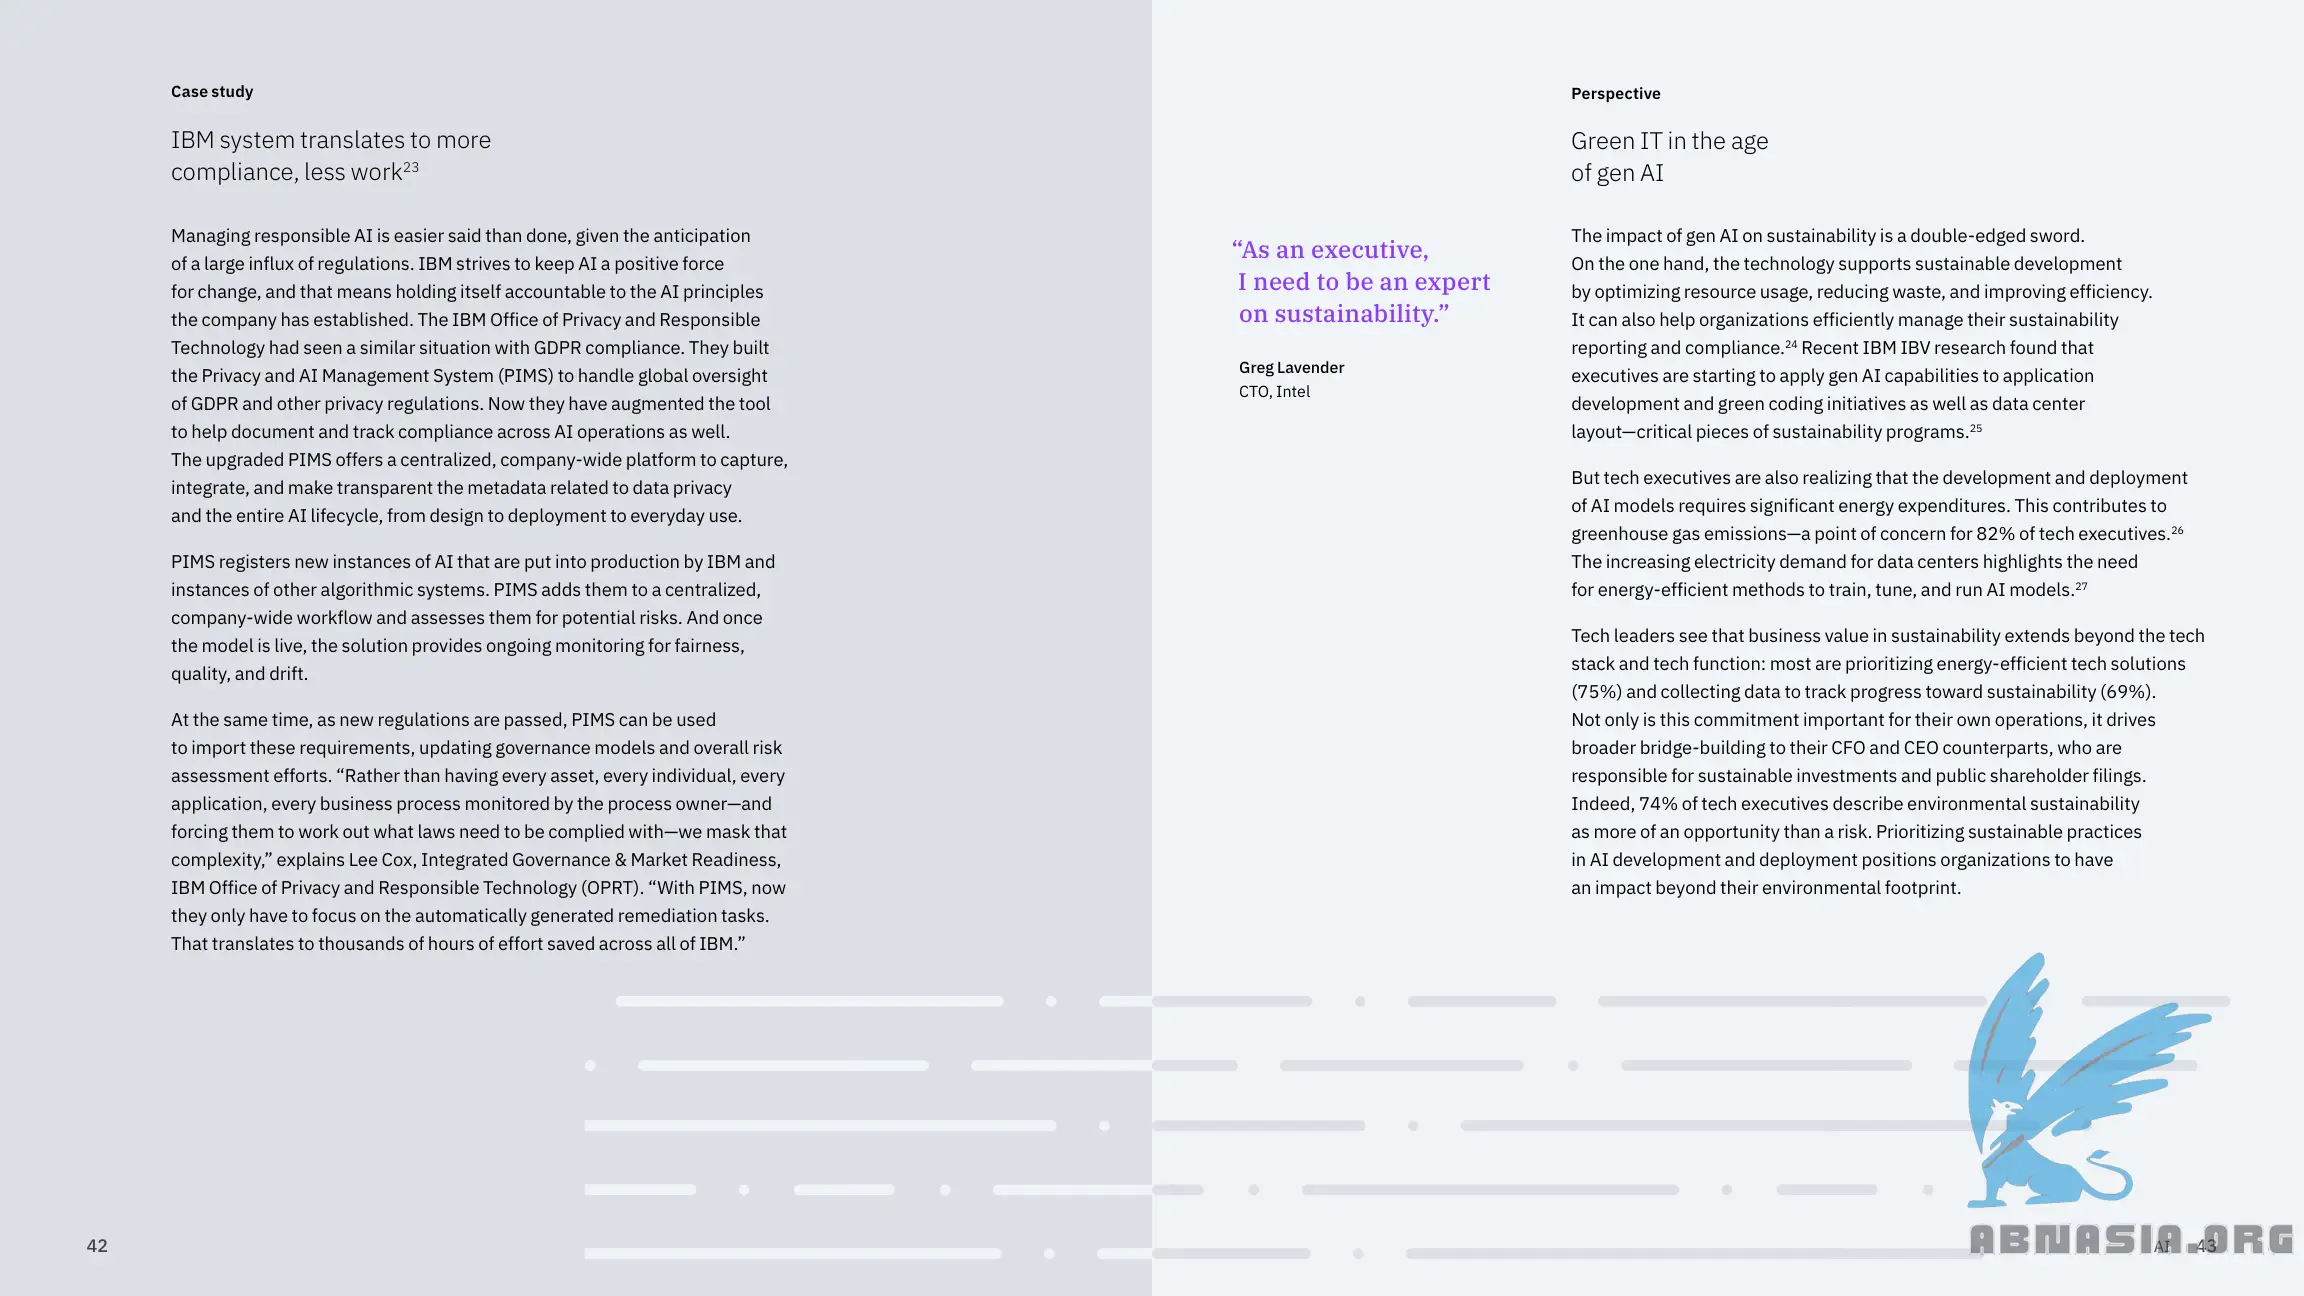 Case study
IBM system translates to more
compliance, less work²³
Managing responsible AI is easier said than done, given the anticipation
of a large influx of regulations. IBM strives to keep AI a positive force
for change, and that means holding itself accountable to the AI principles
the company has established. The IBM Office of Privacy and Responsible
Technology had seen a similar situation with GDPR compliance. They built
the Privacy and AI Management System (PIMS) to handle global oversight
of GDPR and other privacy regulations. Now they have augmented the tool
to help document and track compliance across AI operations as well.
The upgraded PIMS offers a centralized, company-wide platform to capture,
integrate, and make transparent the metadata related to data privacy
and the entire AI lifecycle, from design to deployment to everyday use.
PIMS registers new instances of AI that are put into production by IBM and
instances of other algorithmic systems. PIMS adds them to a centralized,
company-wide workflow and assesses them for potential risks. And once
the model is live, the solution provides ongoing monitoring for fairness,
quality, and drift.
At the same time, as new regulations are passed, PIMS can be used
to import these requirements, updating governance models and overall risk
assessment efforts. “Rather than having every asset, every individual, every
application, every business process monitored by the process owner—and
forcing them to work out what laws need to be complied with—we mask that
complexity,” explains Lee Cox, Integrated Governance & Market Readiness,
IBM Office of Privacy and Responsible Technology (OPRT). “With PIMS, now
they only have to focus on the automatically generated remediation tasks.
That translates to thousands of hours of effort saved across all of IBM.”
42
“As an executive,
I need to be an expert
on sustainability.”
Greg Lavender
CTO, Intel
Perspective
Green IT in the age
of gen AI
The impact of gen AI on sustainability is a double-edged sword.
On the one hand, the technology supports sustainable development
by optimizing resource usage, reducing waste, and improving efficiency.
It can also help organizations efficiently manage their sustainability
reporting and compliance.²⁴ Recent IBM IBV research found that
executives are starting to apply gen AI capabilities to application
development and green coding initiatives as well as data center
layout—critical pieces of sustainability programs.²⁵
But tech executives are also realizing that the development and deployment
of AI models requires significant energy expenditures. This contributes to
greenhouse gas emissions—a point of concern for 82% of tech executives.²⁶
The increasing electricity demand for data centers highlights the need
for energy-efficient methods to train, tune, and run AI models.²⁷
Tech leaders see that business value in sustainability extends beyond the tech
stack and tech function: most are prioritizing energy-efficient tech solutions
(75%) and collecting data to track progress toward sustainability (69%).
Not only is this commitment important for their own operations, it drives
broader bridge-building to their CFO and CEO counterparts, who are
responsible for sustainable investments and public shareholder filings.
Indeed, 74% of tech executives describe environmental sustainability
as more of an opportunity than a risk. Prioritizing sustainable practices
in AI development and deployment positions organizations to have
an impact beyond their environmental footprint.
ABNASIA.ORG
AI 43